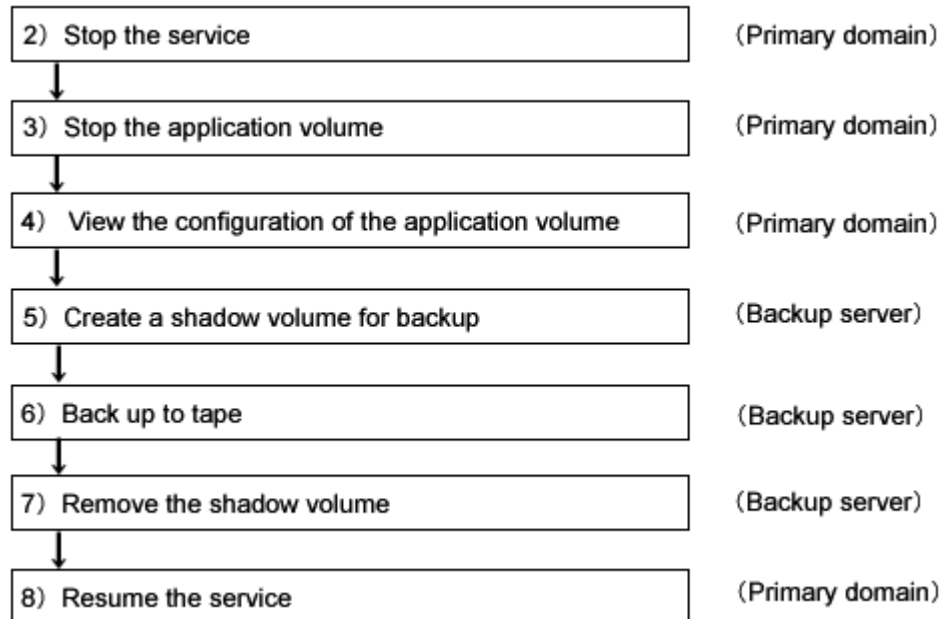 2) Stop the service (Primary domain)
3) Stop the application volume (Primary domain)
4) View the configuration of the application volume (Primary domain)
5) Create a shadow volume for backup (Backup server)
6) Back up to tape (Backup server)
7) Remove the shadow volume (Backup server)
8) Resume the service (Primary domain)